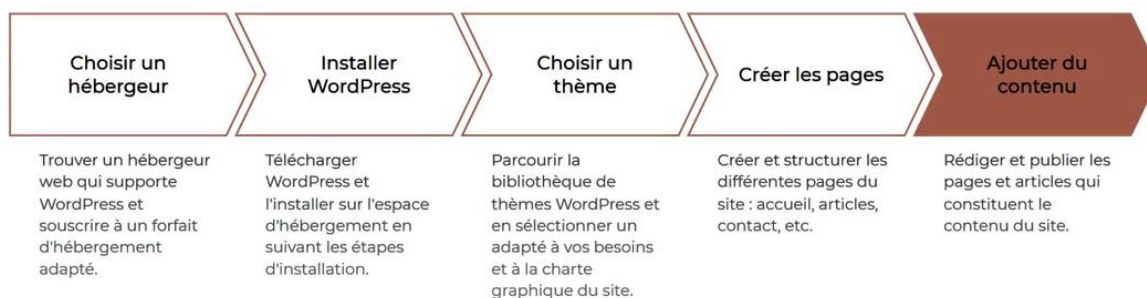 Choisir un
hébergeur
Installer
WordPress
Choisir un
thème
Créer les pages
Ajouter du
contenu
Trouver un hébergeur
web qui supporte
WordPress et
souscrire à un forfait
d'hébergement
adapté.
Télécharger
WordPress et
l'installer sur l'espace
d'hébergement en
suivant les étapes
d'installation.
Parcourir la
bibliothèque de
thèmes WordPress et
en sélectionner un
adapté à vos besoins
et à la charte
graphique du site.
Créer et structurer les
différentes pages du
site : accueil, articles,
contact, etc.
Rédiger et publier les
pages et articles qui
constituent le
contenu du site.